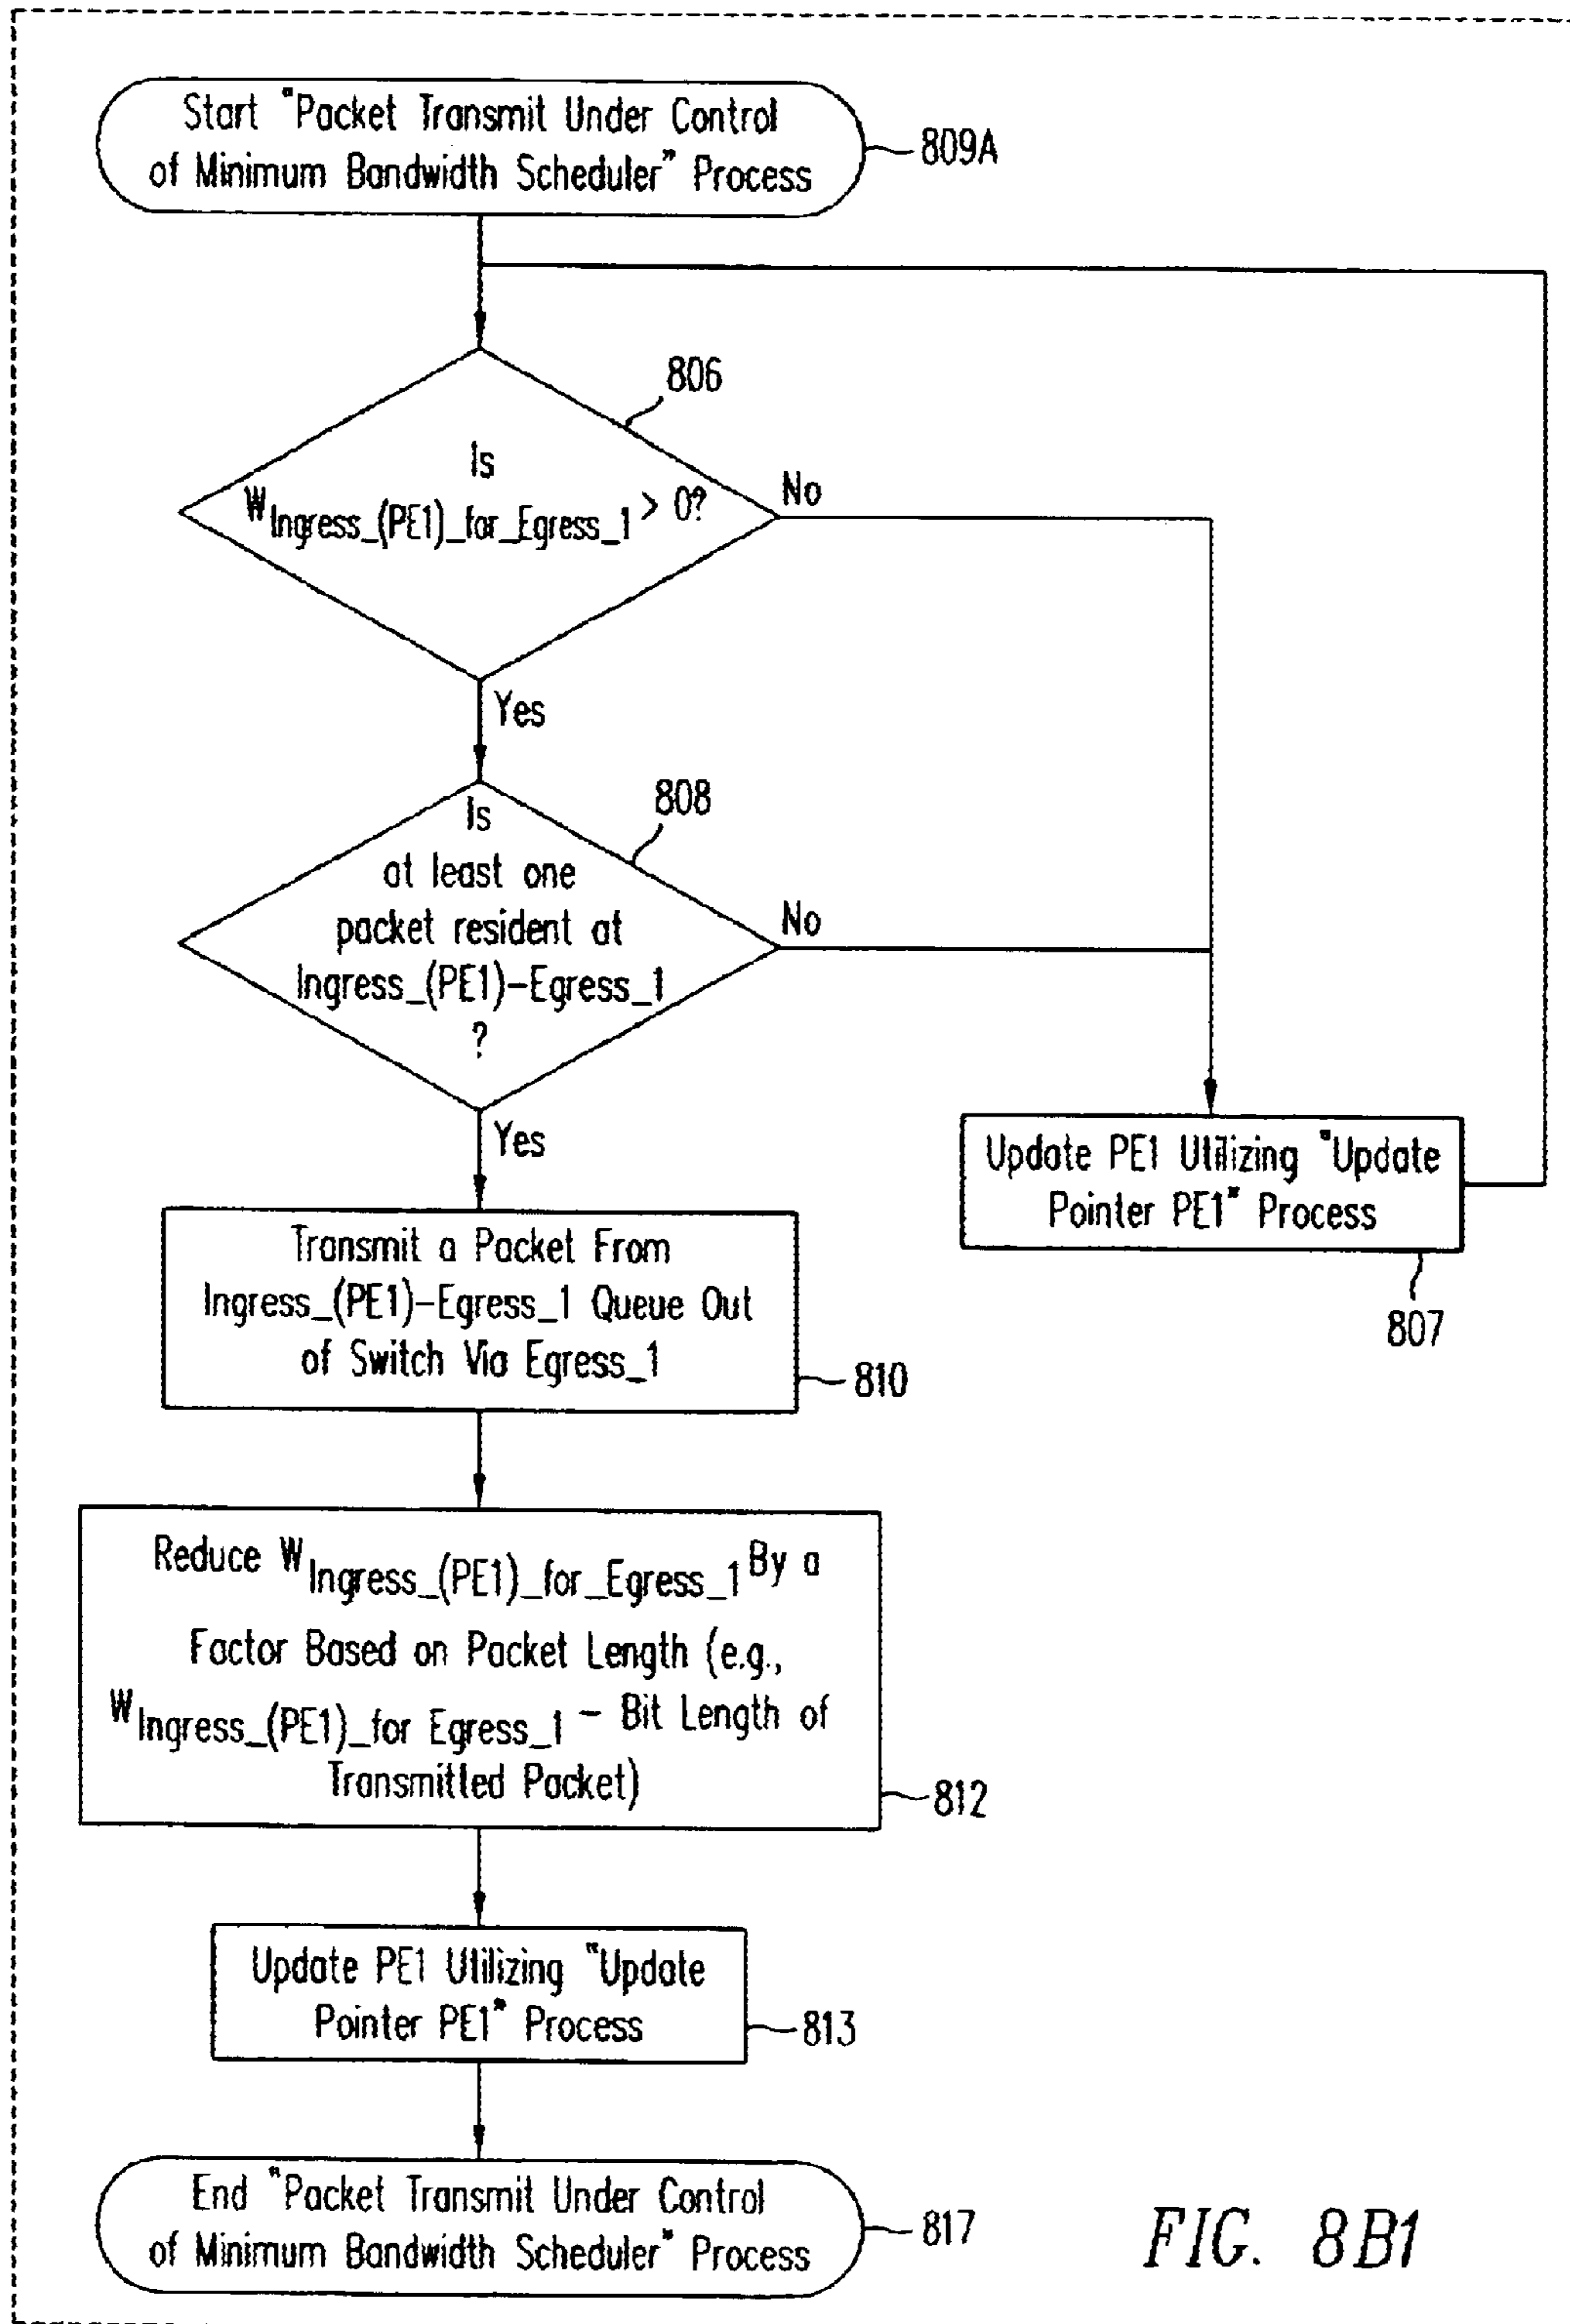 Start "Packet Transmit Under Control
of Minimum Bandwidth Scheduler" Process
809A
806
Is
W Ingress_(PE1)_for_Egress_1 > 0?
No
Yes
808
Is
at least one
packet resident at
Ingress_(PE1)-Egress_1
?
No
Yes
Update PE1 Utilizing "Update
Pointer PE1" Process
807
Transmit a Packet From
Ingress_(PE1)-Egress_1 Queue Out
of Switch Via Egress_1
810
Reduce W Ingress_(PE1)_for_Egress_1 By a
Factor Based on Packet Length (e.g.,
W Ingress_(PE1)_for Egress_1 - Bit Length of
Transmitted Packet)
812
Update PE1 Utilizing "Update
Pointer PE1" Process
813
End "Packet Transmit Under Control
of Minimum Bandwidth Scheduler" Process
817
FIG. 8B1